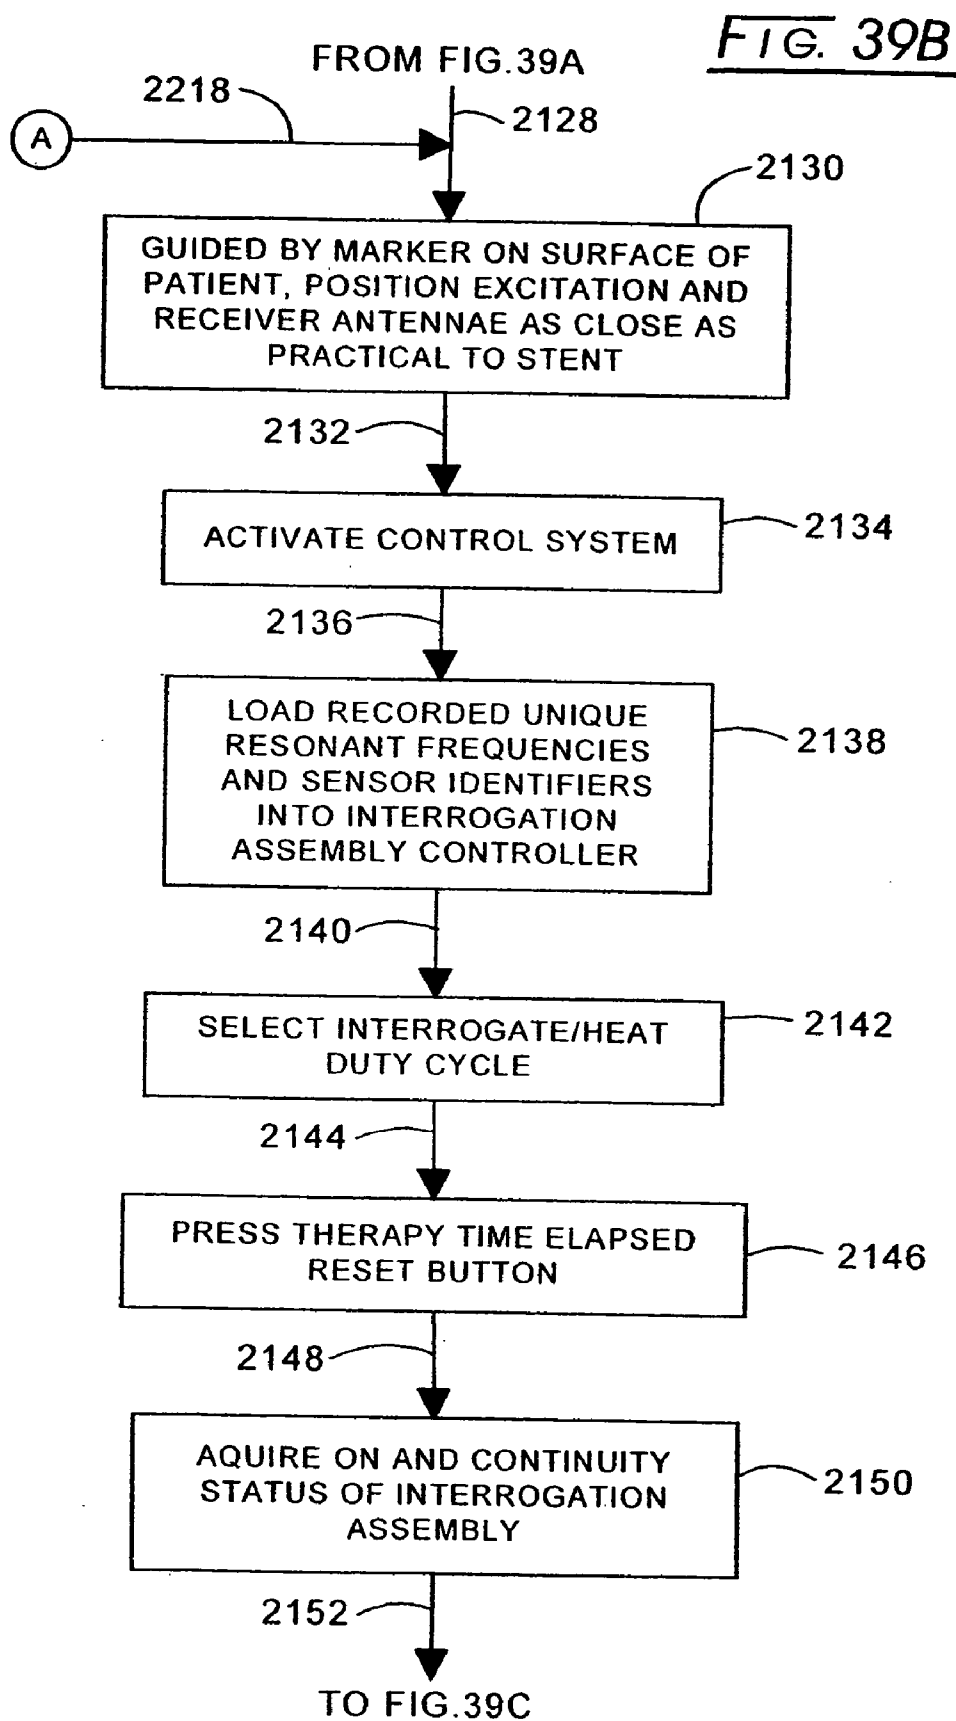 FIG. 39B
FROM FIG.39A
2218
2128
A
2130
GUIDED BY MARKER ON SURFACE OF
PATIENT, POSITION EXCITATION AND
RECEIVER ANTENNAE AS CLOSE AS
PRACTICAL TO STENT
2132
ACTIVATE CONTROL SYSTEM
2134
2136
LOAD RECORDED UNIQUE
RESONANT FREQUENCIES
AND SENSOR IDENTIFIERS
INTO INTERROGATION
ASSEMBLY CONTROLLER
2138
2140
SELECT INTERROGATE/HEAT
DUTY CYCLE
2142
2144
PRESS THERAPY TIME ELAPSED
RESET BUTTON
2146
2148
AQUIRE ON AND CONTINUITY
STATUS OF INTERROGATION
ASSEMBLY
2150
2152
TO FIG.39C